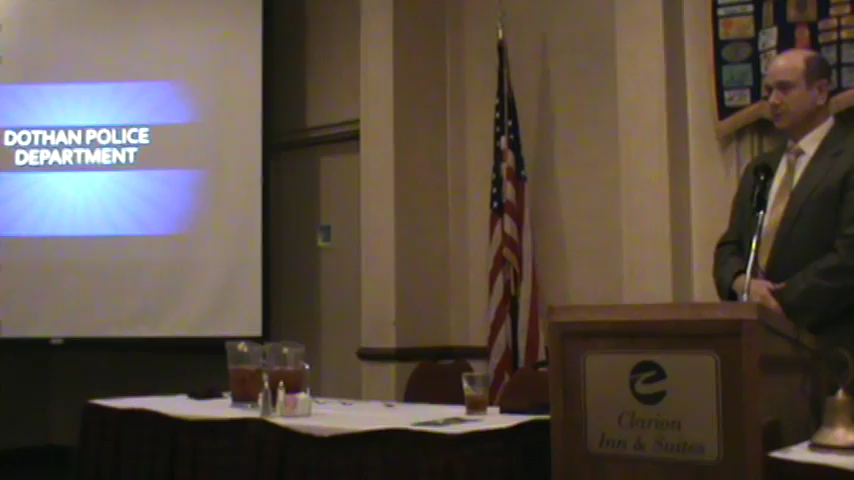 DOTHAN POLICE
DEPARTMENT
Clarion
Inn & Suites